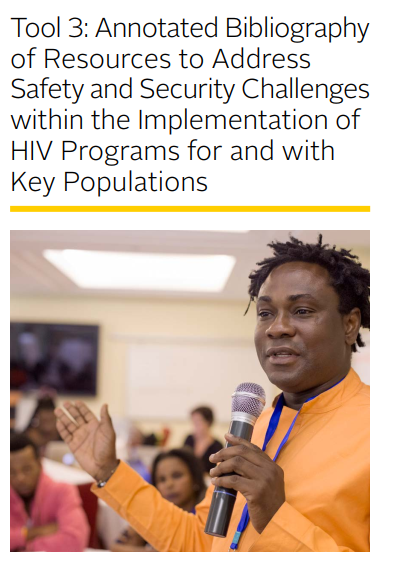 Tool 3: Annotated Bibliography
of Resources to Address
Safety and Security Challenges
within the Implementation of
HIV Programs for and with
Key Populations